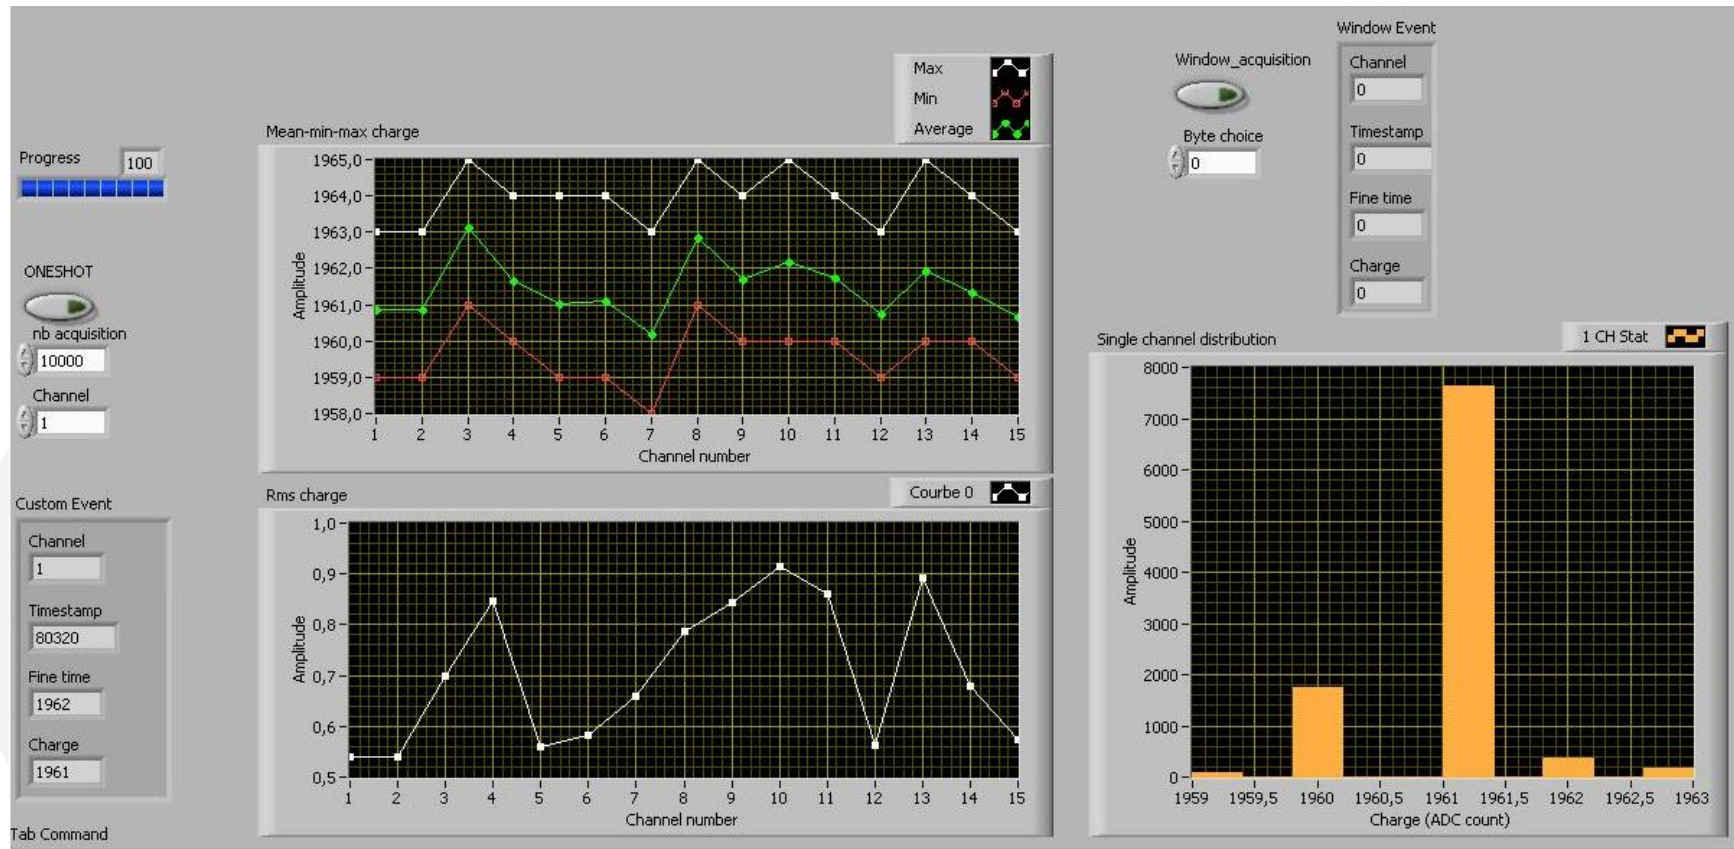 Window Event
Window_acquisition
Channel
0
Byte choice
0
Timestamp
0
Fine time
0
Charge
0
Max
Min
Average
Progress
100
ONESHOT
nb acquisition
10000
Channel
1
Mean-min-max charge
1965,0
1964,0
1963,0
1962,0
1961,0
1960,0
1959,0
1958,0
Amplitude
1 2 3 4 5 6 7 8 9 10 11 12 13 14 15
Channel number
Custom Event
Channel
1
Timestamp
80320
Fine time
1962
Charge
1961
Tab Command
Rms charge
Courbe 0
1,0
0,9
0,8
0,7
0,6
0,5
Amplitude
1 2 3 4 5 6 7 8 9 10 11 12 13 14 15
Channel number
Single channel distribution
1 CH Stat
8000
7000
6000
5000
4000
3000
2000
1000
0
Amplitude
1959 1959,5 1960 1960,5 1961 1961,5 1962 1962,5 1963
Charge (ADC count)